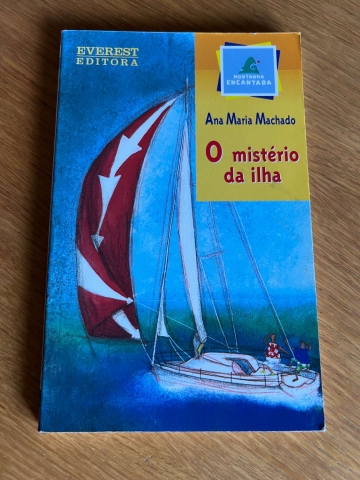 EVEREST
EDITORA
MONTANHA
ENCANTADA
Ana Maria Machado
O mistério
da ilha